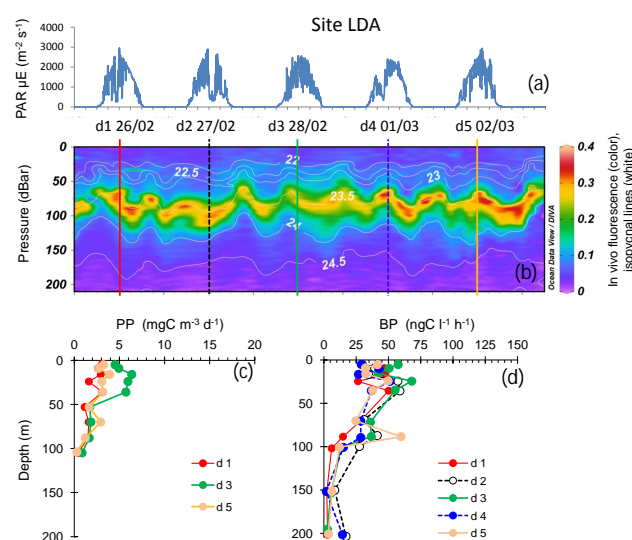 Site LDA
PAR µE (m⁻² s⁻¹)
4000
3000
2000
1000
0
(a)
d1 26/02 d2 27/02 d3 28/02 d4 01/03 d5 02/03
Pressure (dBar)
0
50
100
150
200
22
22.5
23
23.5
24
24.5
(b)
Ocean Data View / DIVA
0.4
0.3
0.2
0.1
0
In vivo fluorescence (color),
isopycnal lines (white)
PP (mgC m⁻³ d⁻¹)
0 5 10 15 20
(c)
Depth (m)
0
50
100
150
200
d 1
d 3
d 5
BP (ngC l⁻¹ h⁻¹)
0 25 50 75 100 125 150
(d)
0
50
100
150
200
d 1
d 2
d 3
d 4
d 5